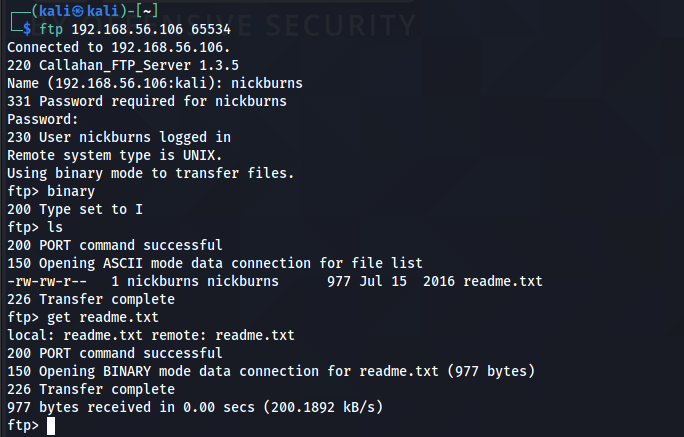 (kali㉿kali)-[~]
$ ftp 192.168.56.106 65534
Connected to 192.168.56.106.
220 Callahan_FTP_Server 1.3.5
Name (192.168.56.106:kali): nickburns
331 Password required for nickburns
Password:
230 User nickburns logged in
Remote system type is UNIX.
Using binary mode to transfer files.
ftp> binary
200 Type set to I
ftp> ls
200 PORT command successful
150 Opening ASCII mode data connection for file list
-rw-rw-r--   1 nickburns nickburns      977 Jul 15  2016 readme.txt
226 Transfer complete
ftp> get readme.txt
local: readme.txt remote: readme.txt
200 PORT command successful
150 Opening BINARY mode data connection for readme.txt (977 bytes)
226 Transfer complete
977 bytes received in 0.00 secs (200.1892 kB/s)
ftp>